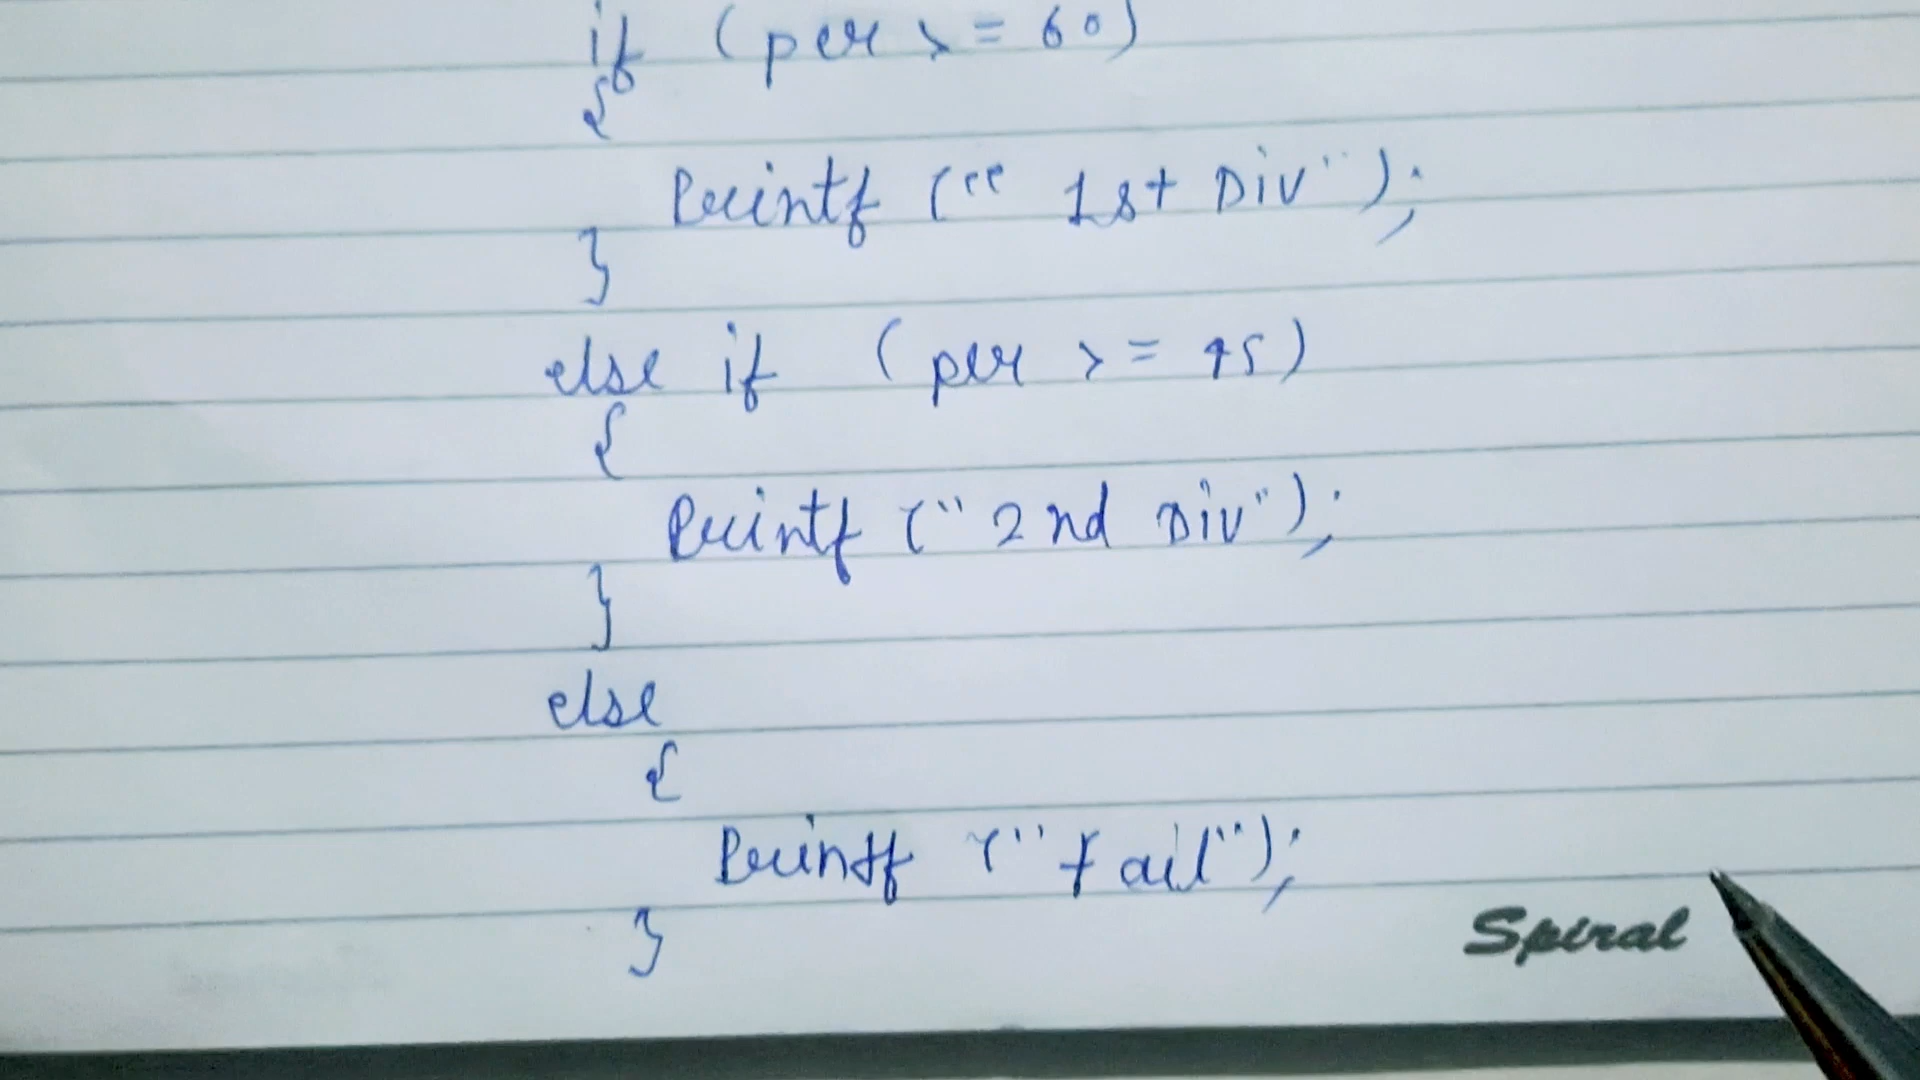 if (per >= 60)
{
Printf ("1st Div");
}
else if (per >= 45)
{
Printf ("2nd Div");
}
else
{
Printf ("Fail");
}
Spiral